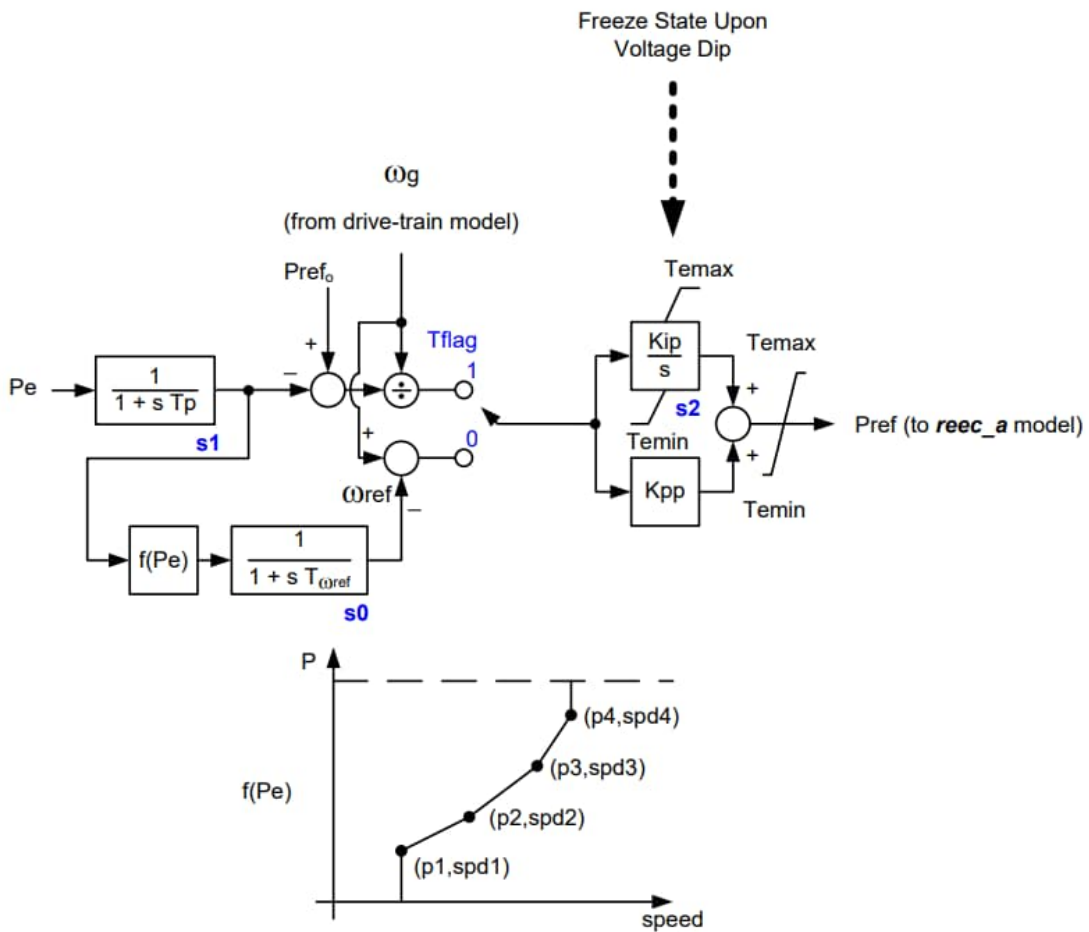 Freeze State Upon
Voltage Dip
ωg
(from drive-train model)
Prefo
Temax
Tflag
1
+
Kip
s
Temax
Pe
1
1 + s Tp
−
÷
+
s1
s2
Pref (to reec_a model)
0
+
Temin
+
ωref
−
Kpp
Temin
f(Pe)
1
1 + s Tωref
s0
P
(p4,spd4)
(p3,spd3)
f(Pe)
(p2,spd2)
(p1,spd1)
speed